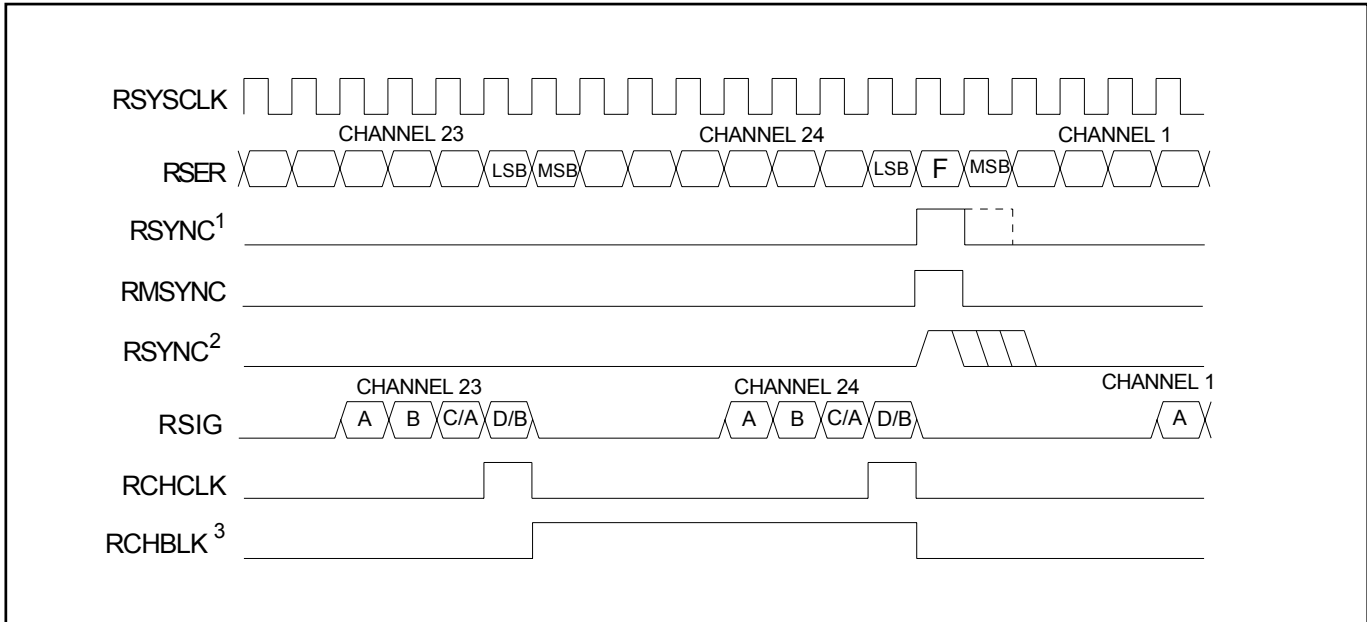 RSYSCLK
CHANNEL 23 CHANNEL 24 CHANNEL 1
RSER LSB MSB LSB F MSB
RSYNC1
RMSYNC
RSYNC2
CHANNEL 23 CHANNEL 24 CHANNEL 1
RSIG A B C/A D/B A B C/A D/B A
RCHCLK
RCHBLK 3